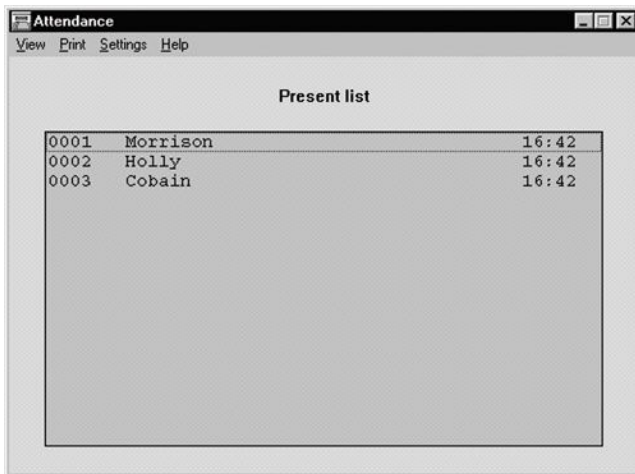 Attendance
View Print Settings Help
Present list
0001 Morrison 16:42
0002 Holly 16:42
0003 Cobain 16:42